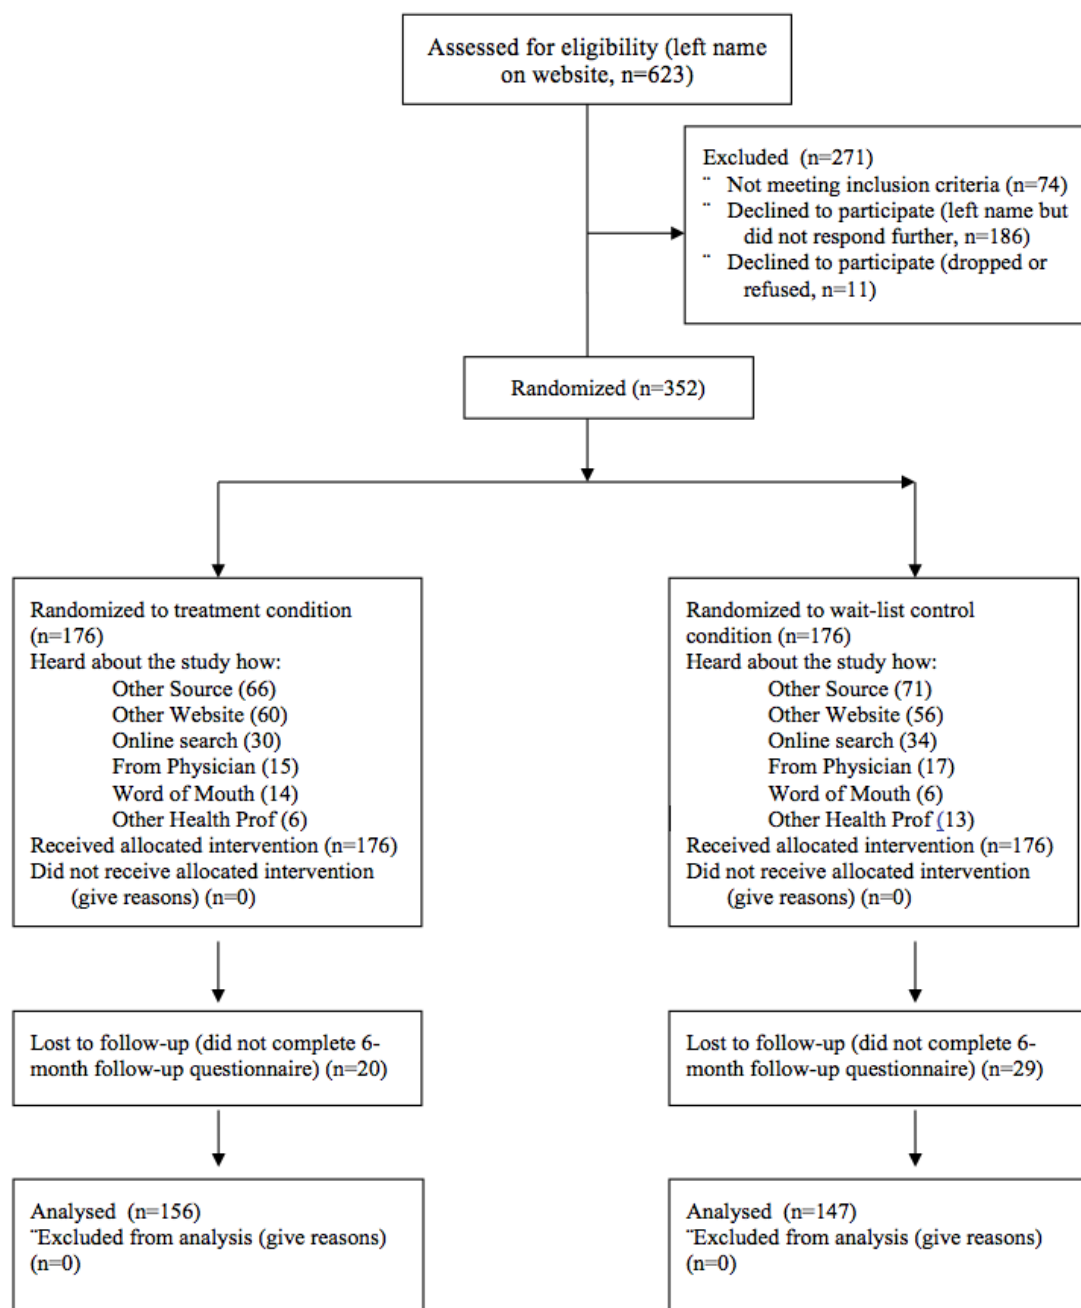 Assessed for eligibility (left name
on website, n=623)
Excluded (n=271)
¨ Not meeting inclusion criteria (n=74)
¨ Declined to participate (left name but
did not respond further, n=186)
¨ Declined to participate (dropped or
refused, n=11)
Randomized (n=352)
Randomized to treatment condition
(n=176)
Heard about the study how:
Other Source (66)
Other Website (60)
Online search (30)
From Physician (15)
Word of Mouth (14)
Other Health Prof (6)
Received allocated intervention (n=176)
Did not receive allocated intervention
(give reasons) (n=0)
Randomized to wait-list control
condition (n=176)
Heard about the study how:
Other Source (71)
Other Website (56)
Online search (34)
From Physician (17)
Word of Mouth (6)
Other Health Prof (13)
Received allocated intervention (n=176)
Did not receive allocated intervention
(give reasons) (n=0)
Lost to follow-up (did not complete 6-
month follow-up questionnaire) (n=20)
Lost to follow-up (did not complete 6-
month follow-up questionnaire) (n=29)
Analysed (n=156)
¨Excluded from analysis (give reasons)
(n=0)
Analysed (n=147)
¨Excluded from analysis (give reasons)
(n=0)